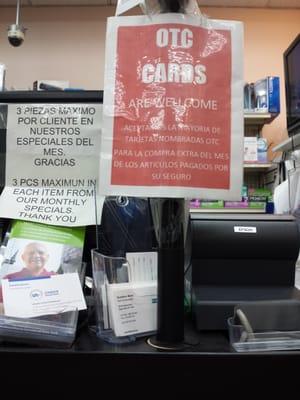 OTC
CARDS
ARE WELCOME
ACEPTAMOS LA MAYORIA DE
TARJETAS NOMBRADAS OTC
PARA LA COMPRA EXTRA DEL MES
DE LOS ARTICULOS PAGADOS POR
SU SEGURO
3 PIEZAS MAXIMO
POR CLIENTE EN
NUESTROS
ESPECIALES DEL
MES.
GRACIAS
3 PCS MAXIMUN IN
EACH ITEM FROM
OUR MONTHLY
SPECIALS.
THANK YOU
EPSON